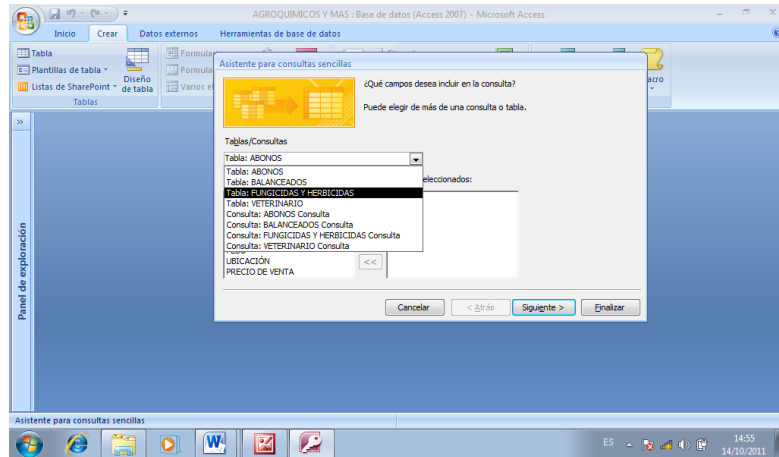 AGROQUIMICOS Y MAS : Base de datos (Access 2007) - Microsoft Access
Inicio Crear Datos externos Herramientas de base de datos
Tabla
Plantillas de tabla
Listas de SharePoint
Diseño de tabla
Tablas
Formula
Formula
Varios el
acro
Asistente para consultas sencillas
¿Qué campos desea incluir en la consulta?
Puede elegir de más de una consulta o tabla.
Tablas/Consultas
Tabla: ABONOS
Tabla: ABONOS
Tabla: BALANCEADOS
Tabla: FUNGICIDAS Y HERBICIDAS
Tabla: VETERINARIO
Consulta: ABONOS Consulta
Consulta: BALANCEADOS Consulta
Consulta: FUNGICIDAS Y HERBICIDAS Consulta
Consulta: VETERINARIO Consulta
eleccionados:
UBICACIÓN
PRECIO DE VENTA
<<
Cancelar < Atrás Siguiente > Finalizar
Panel de exploración
Asistente para consultas sencillas
ES 14:55
14/10/2011